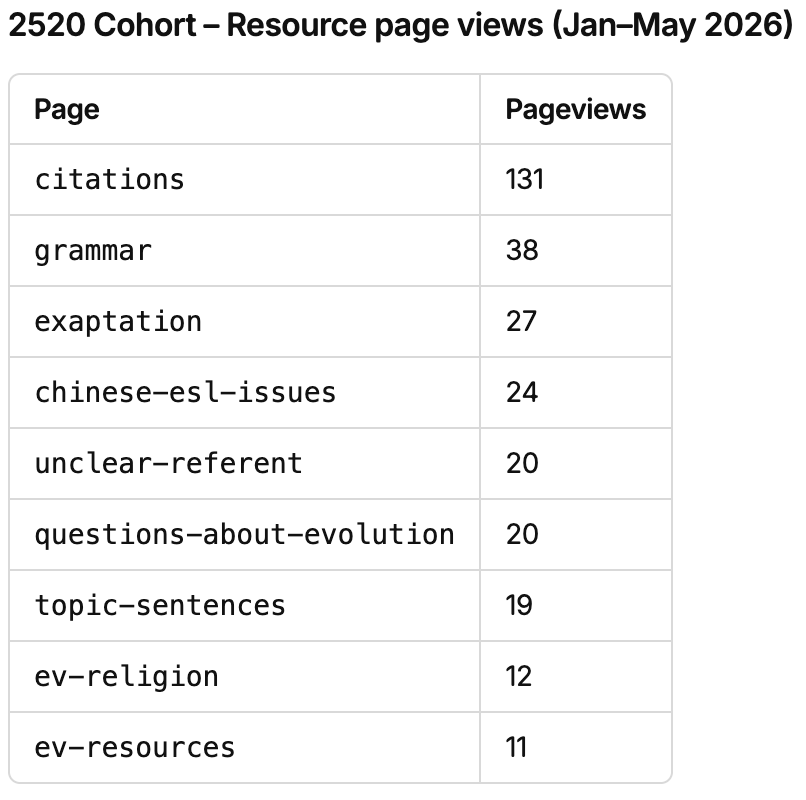 2520 Cohort – Resource page views (Jan–May 2026)
Page Pageviews
citations 131
grammar 38
exaptation 27
chinese-esl-issues 24
unclear-referent 20
questions-about-evolution 20
topic-sentences 19
ev-religion 12
ev-resources 11